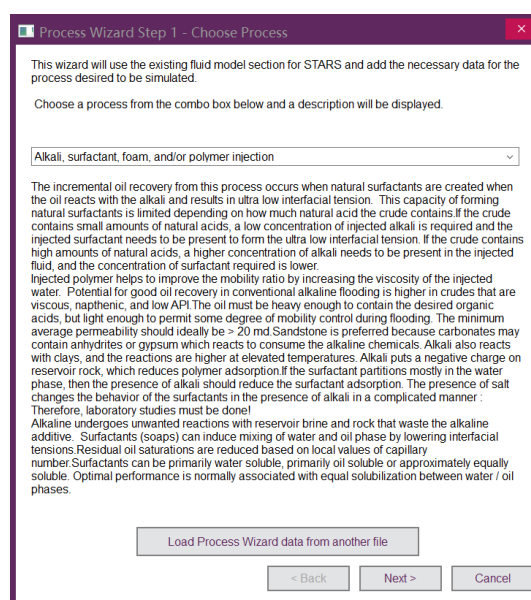 Process Wizard Step 1 - Choose Process
This wizard will use the existing fluid model section for STARS and add the necessary data for the
process desired to be simulated.
Choose a process from the combo box below and a description will be displayed.
Alkali, surfactant, foam, and/or polymer injection
The incremental oil recovery from this process occurs when natural surfactants are created when
the oil reacts with the alkali and results in ultra low interfacial tension. This capacity of forming
natural surfactants is limited depending on how much natural acid the crude contains.If the crude
contains small amounts of natural acids, a low concentration of injected alkali is required and the
injected surfactant needs to be present to form the ultra low interfacial tension. If the crude contains
high amounts of natural acids, a higher concentration of alkali needs to be present in the injected
fluid, and the concentration of surfactant required is lower.
Injected polymer helps to improve the mobility ratio by increasing the viscosity of the injected
water. Potential for good oil recovery in conventional alkaline flooding is higher in crudes that are
viscous, napthenic, and low API.The oil must be heavy enough to contain the desired organic
acids, but light enough to permit some degree of mobility control during flooding. The minimum
average permeability should ideally be > 20 md.Sandstone is preferred because carbonates may
contain anhydrites or gypsum which reacts to consume the alkaline chemicals. Alkali also reacts
with clays, and the reactions are higher at elevated temperatures. Alkali puts a negative charge on
reservoir rock, which reduces polymer adsorption.If the surfactant partitions mostly in the water
phase, then the presence of alkali should reduce the surfactant adsorption. The presence of salt
changes the behavior of the surfactants in the presence of alkali in a complicated manner :
Therefore, laboratory studies must be done!
Alkaline undergoes unwanted reactions with reservoir brine and rock that waste the alkaline
additive. Surfactants (soaps) can induce mixing of water and oil phase by lowering interfacial
tensions.Residual oil saturations are reduced based on local values of capillary
number.Surfactants can be primarily water soluble, primarily oil soluble or approximately equally
soluble. Optimal performance is normally associated with equal solubilization between water / oil
phases.
Load Process Wizard data from another file
< Back Next > Cancel